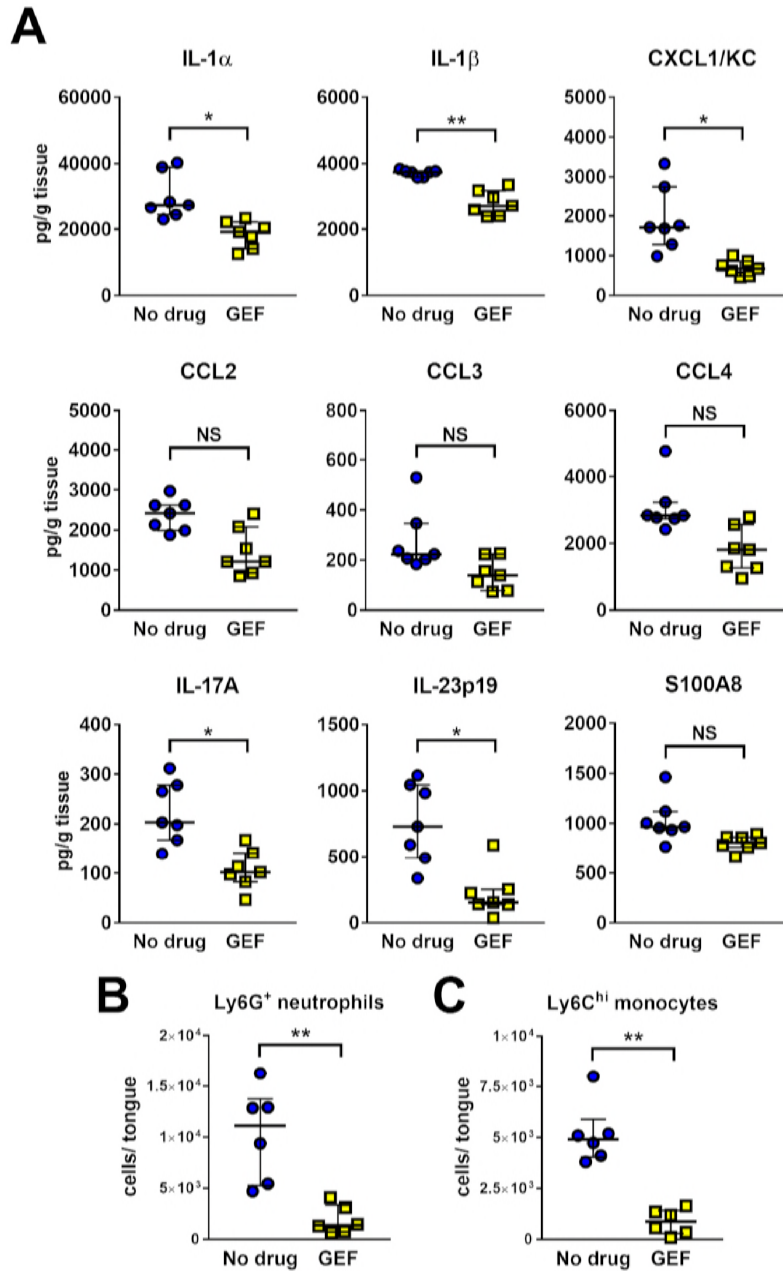 A
IL-1α IL-1β CXCL1/KC
pg/g tissue
60000 40000 20000 0
6000 4000 2000 0
5000 4000 3000 2000 1000 0
* ** *
No drug GEF No drug GEF No drug GEF
CCL2 CCL3 CCL4
pg/g tissue
5000 4000 3000 2000 1000 0
800 600 400 200 0
6000 4000 2000 0
NS NS NS
No drug GEF No drug GEF No drug GEF
IL-17A IL-23p19 S100A8
pg/g tissue
400 300 200 100 0
1500 1000 500 0
2000 1500 1000 500 0
* * NS
No drug GEF No drug GEF No drug GEF
B C
Ly6G⁺ neutrophils Ly6Cʰⁱ monocytes
cells/ tongue
2×10⁴ 1.5×10⁴ 1×10⁴ 5×10³ 0
**
No drug GEF
cells/ tongue
1×10⁴ 7.5×10³ 5×10³ 2.5×10³ 0
**
No drug GEF